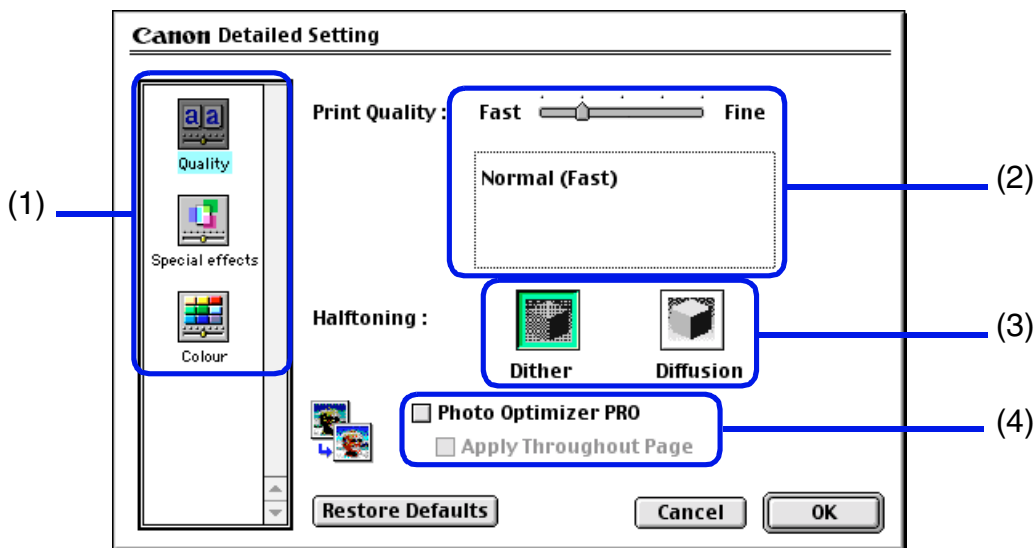 Canon Detailed Setting
(1)
Quality
Special effects
Colour
Print Quality :
Fast
Fine
Normal (Fast)
(2)
Halftoning :
Dither
Diffusion
(3)
Photo Optimizer PRO
Apply Throughout Page
(4)
Restore Defaults
Cancel
OK